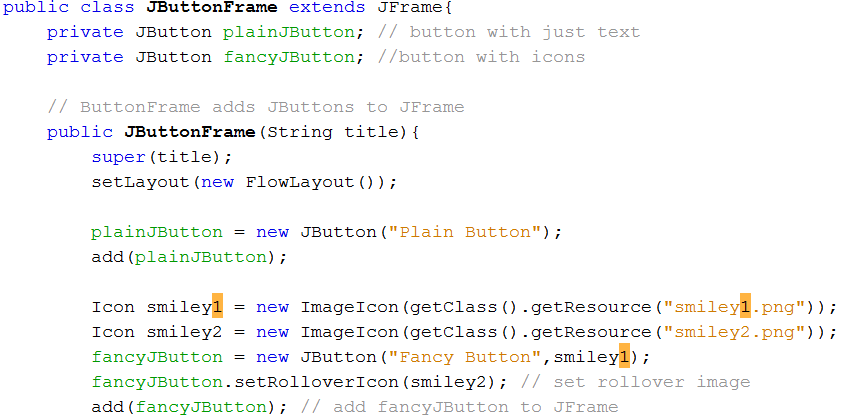 public class JButtonFrame extends JFrame{
    private JButton plainJButton; // button with just text
    private JButton fancyJButton; //button with icons

    // ButtonFrame adds JButtons to JFrame
    public JButtonFrame(String title){
        super(title);
        setLayout(new FlowLayout());

        plainJButton = new JButton("Plain Button");
        add(plainJButton);

        Icon smiley1 = new ImageIcon(getClass().getResource("smiley1.png"));
        Icon smiley2 = new ImageIcon(getClass().getResource("smiley2.png"));
        fancyJButton = new JButton("Fancy Button",smiley1);
        fancyJButton.setRolloverIcon(smiley2); // set rollover image
        add(fancyJButton); // add fancyJButton to JFrame